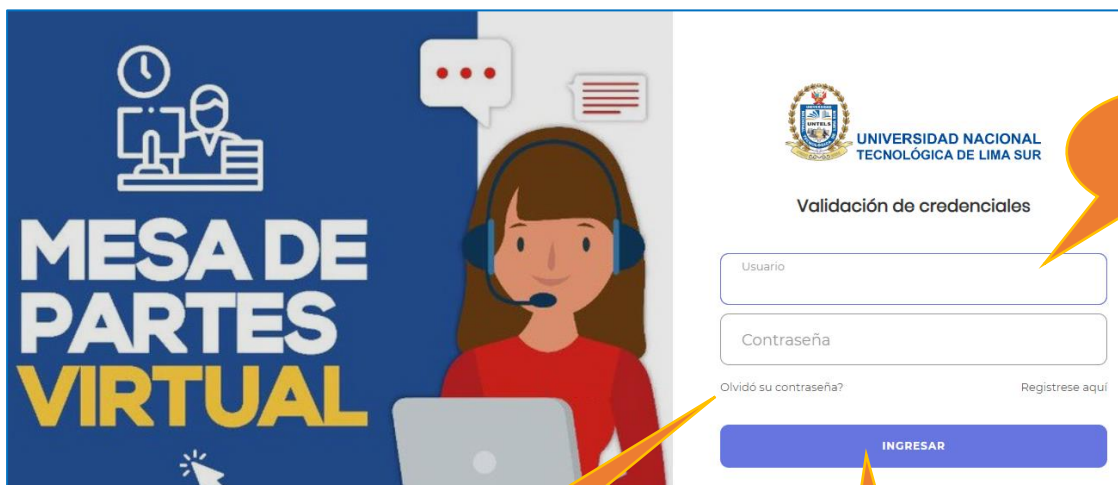 MESA DE
PARTES
VIRTUAL
UNTELS
UNIVERSIDAD NACIONAL
TECNOLÓGICA DE LIMA SUR
Validación de credenciales
Usuario
Contraseña
Olvidó su contraseña?
Registrese aquí
INGRESAR